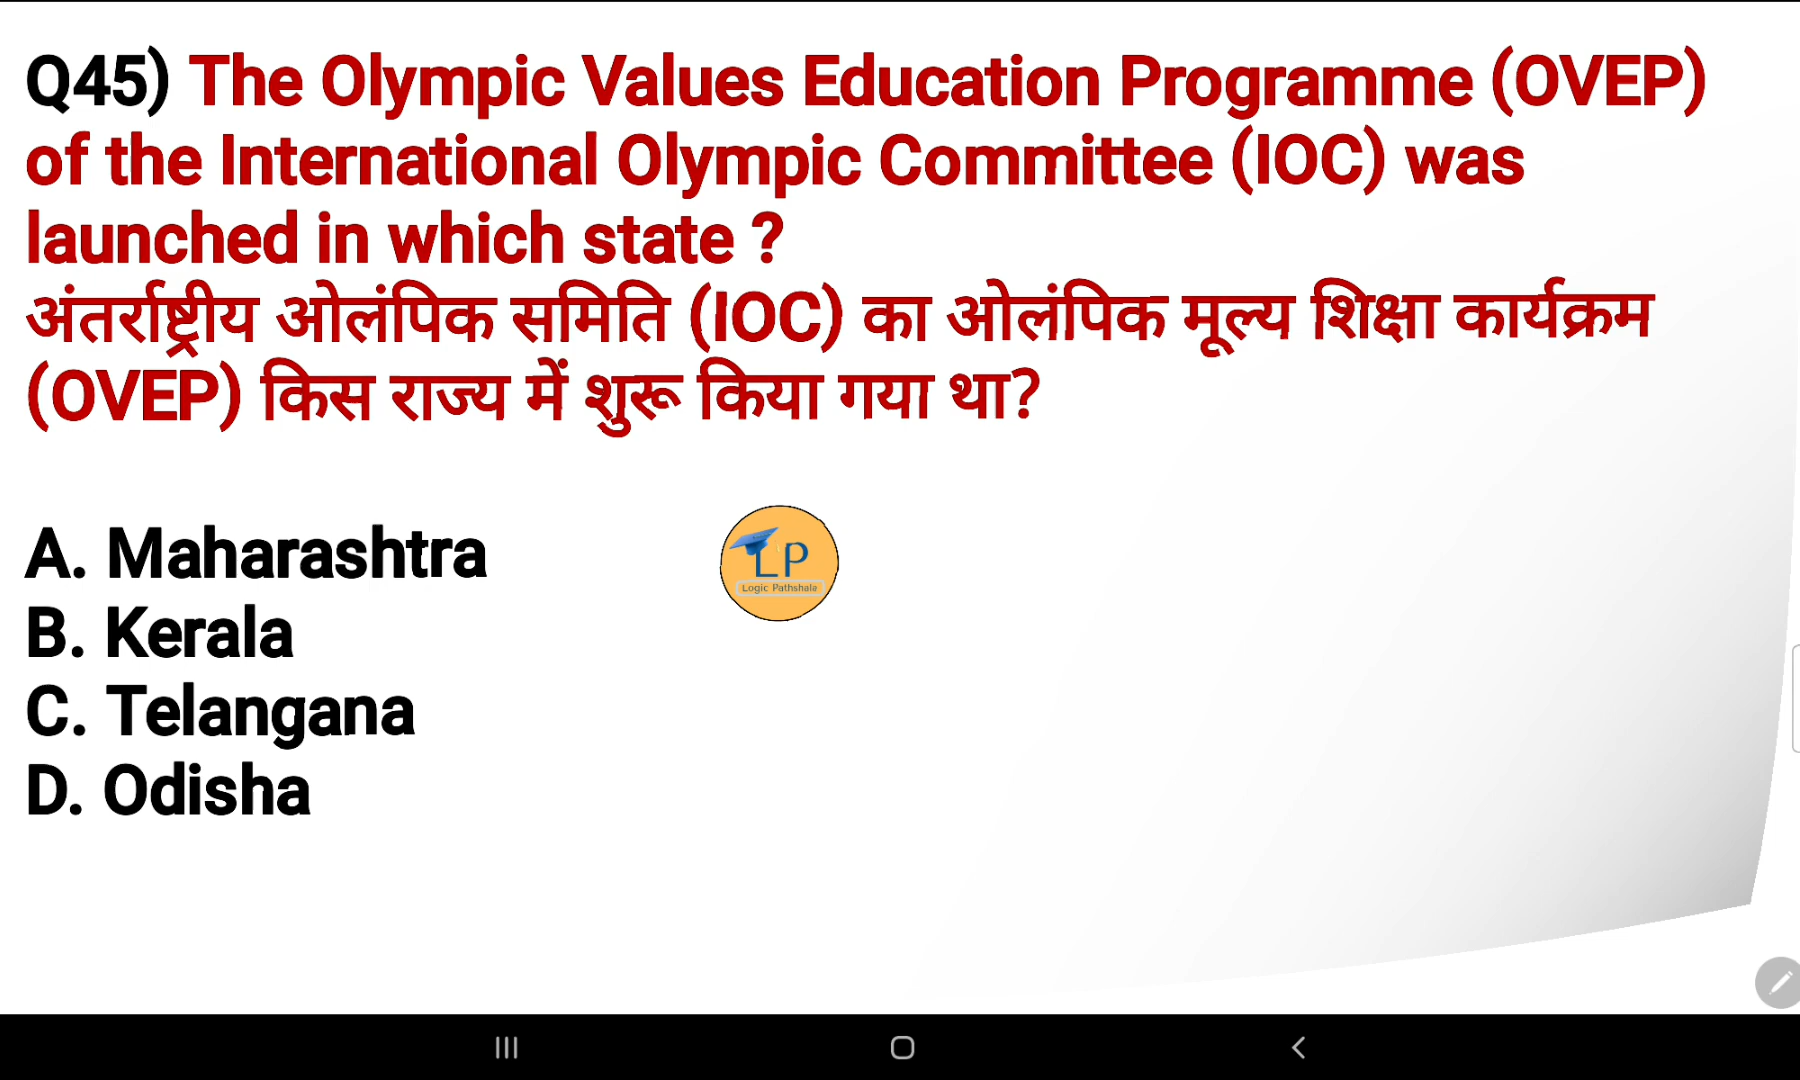 Q45) The Olympic Values Education Programme (OVEP)
of the International Olympic Committee (IOC) was
launched in which state ?
अंतर्राष्ट्रीय ओलंपिक समिति (IOC) का ओलंपिक मूल्य शिक्षा कार्यक्रम
(OVEP) किस राज्य में शुरू किया गया था?
A. Maharashtra
B. Kerala
C. Telangana
D. Odisha
LP
Logic Pathshala